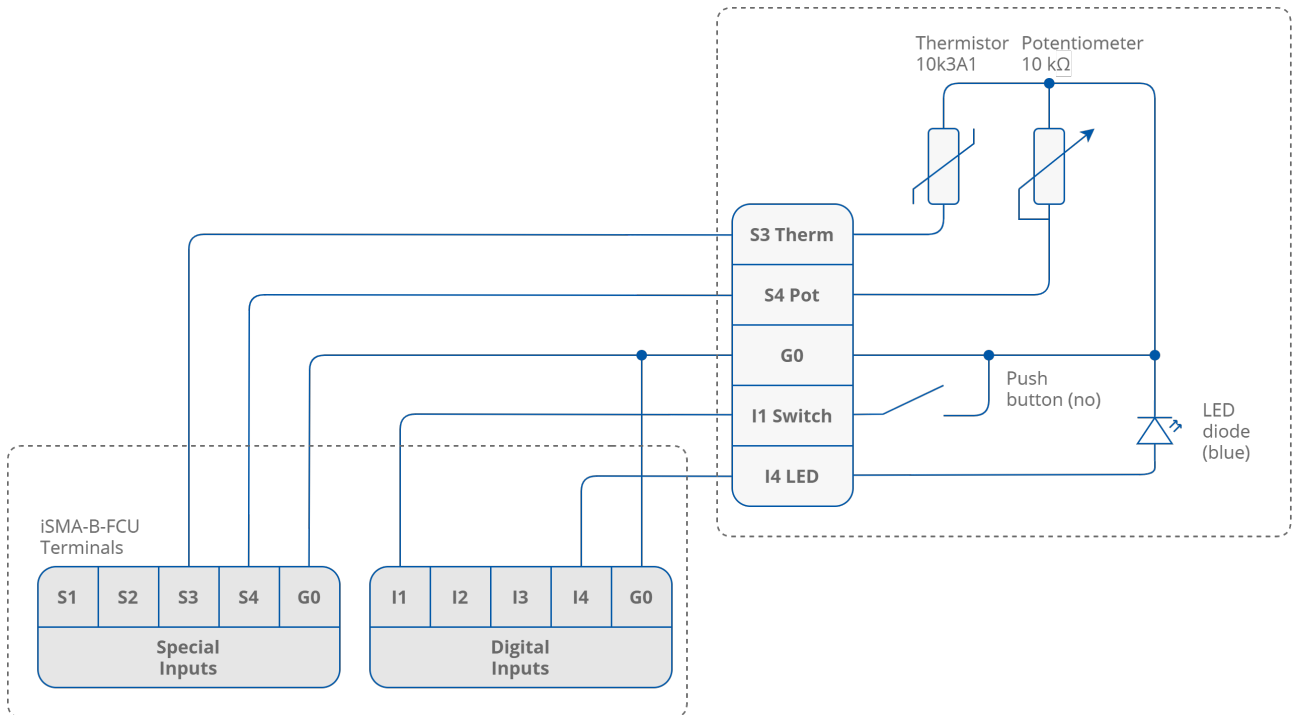 Thermistor
10k3A1
Potentiometer
10 kΩ
S3 Therm
S4 Pot
G0
I1 Switch
I4 LED
Push
button (no)
LED
diode
(blue)
iSMA-B-FCU
Terminals
S1 S2 S3 S4 G0
Special
Inputs
I1 I2 I3 I4 G0
Digital
Inputs